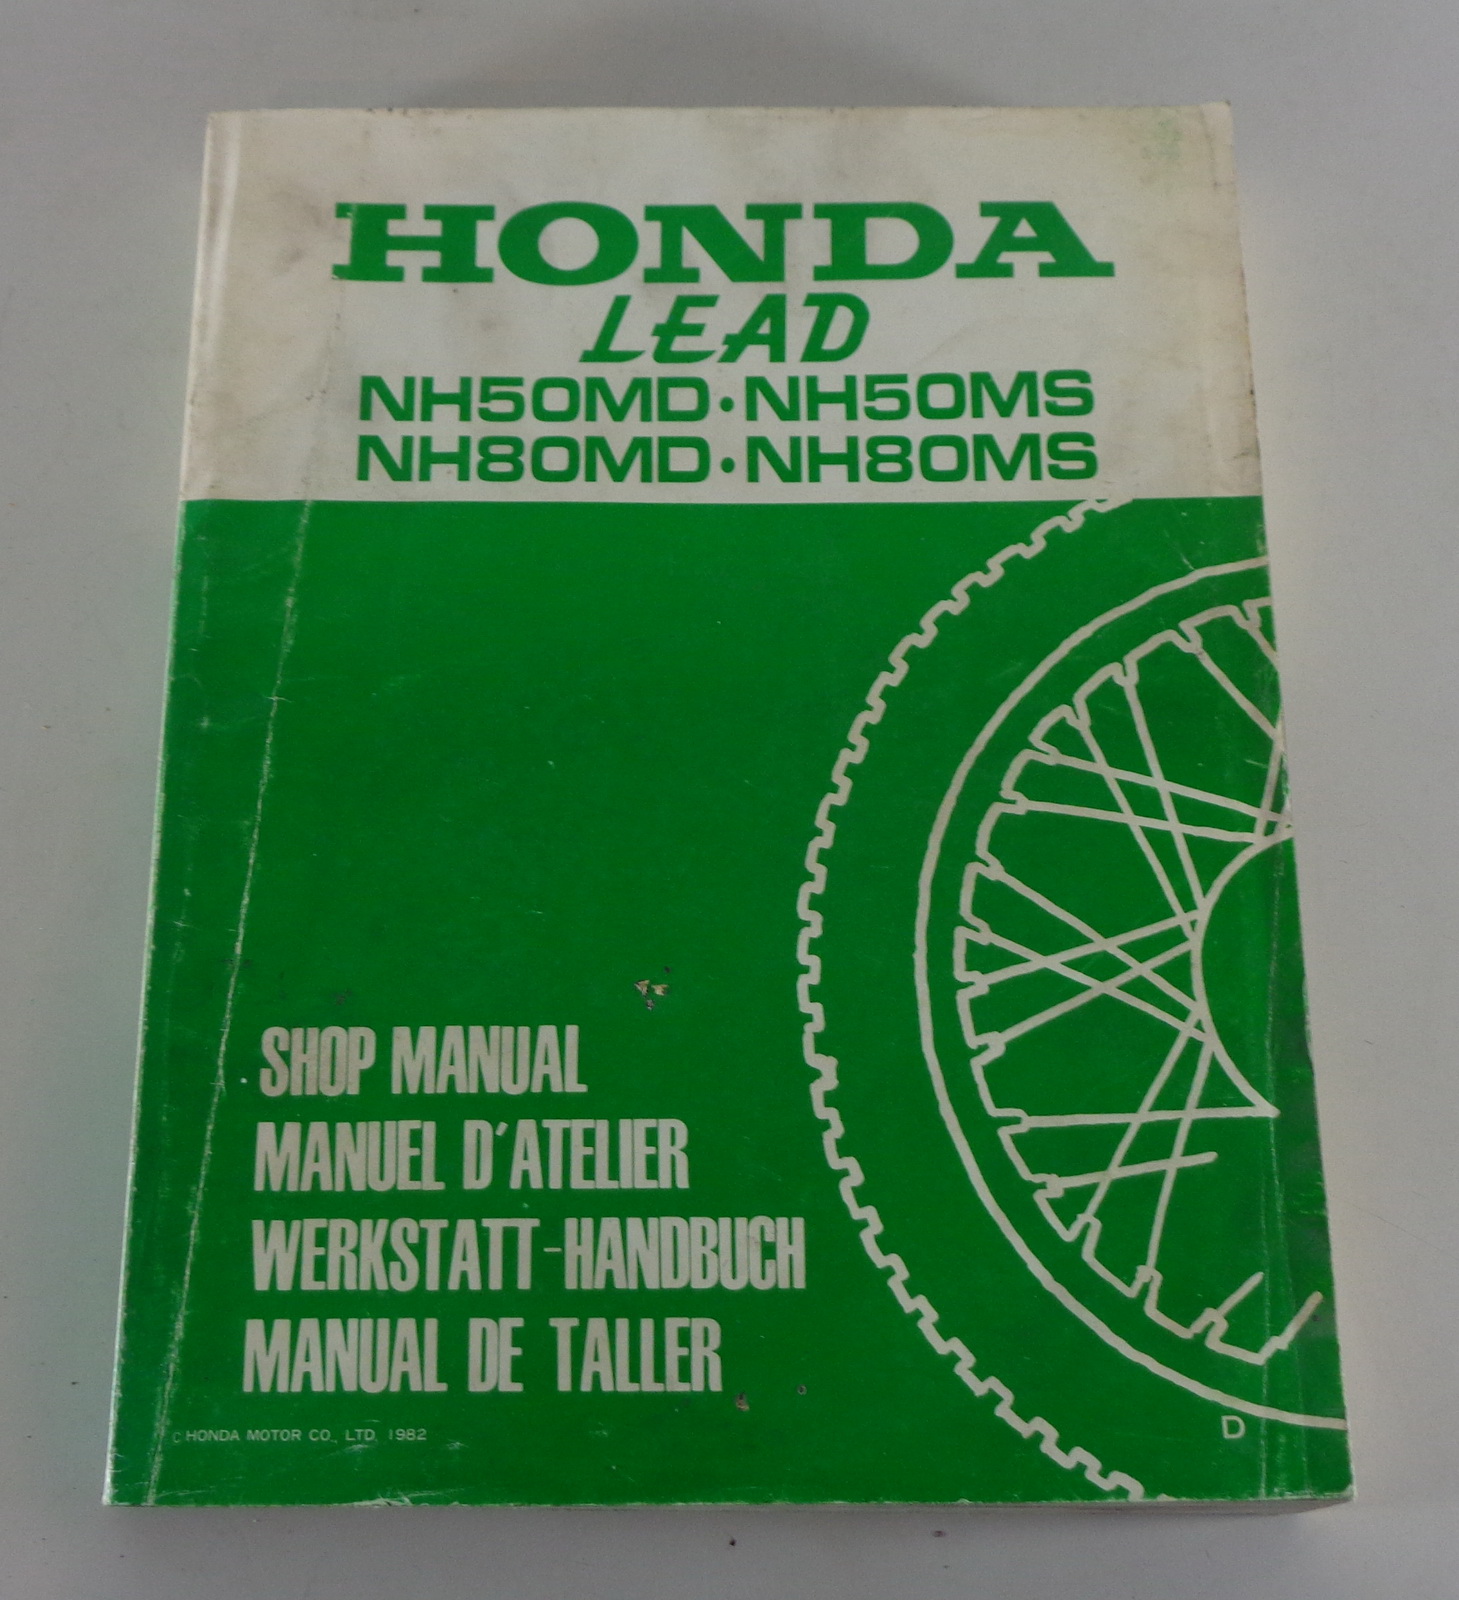 HONDA
LEAD
NH50MD·NH50MS
NH80MD·NH80MS
SHOP MANUAL
MANUEL D'ATELIER
WERKSTATT-HANDBUCH
MANUAL DE TALLER
© HONDA MOTOR CO., LTD. 1982
D